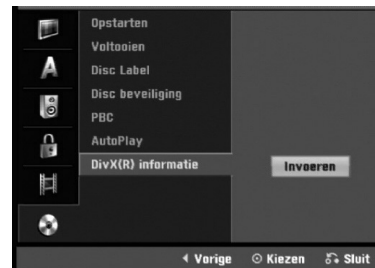 Opstarten
Voltooien
Disc Label
Disc beveiliging
PBC
AutoPlay
DivX(R) informatie
Invoeren
Vorige Kiezen Sluit